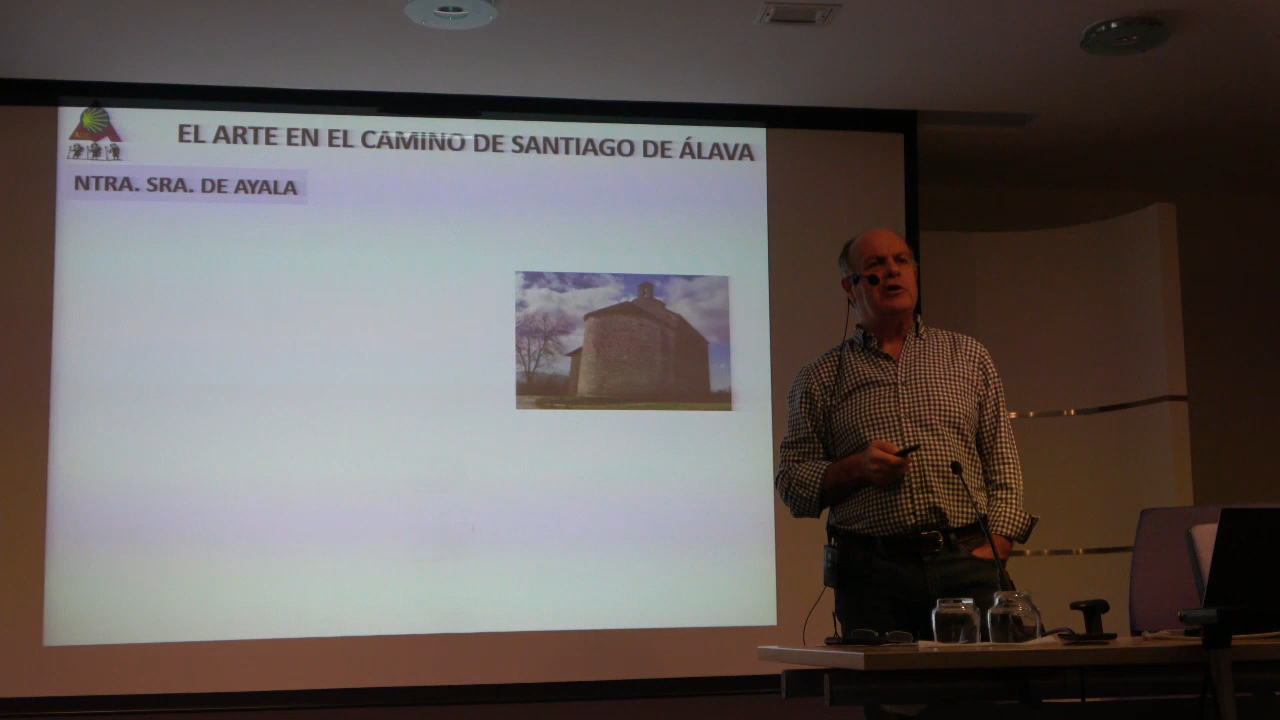 EL ARTE EN EL CAMINO DE SANTIAGO DE ÁLAVA
NTRA. SRA. DE AYALA